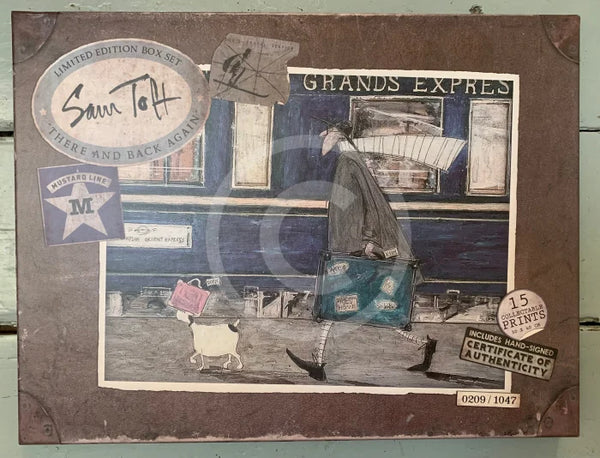 LIMITED EDITION BOX SET
Sam Toft
THERE AND BACK AGAIN
MUSTARD LINE
M
GRANDS EXPRES
ORIENT EXPRESS
15
COLLECTABLE
PRINTS
INCLUDES HAND-SIGNED
CERTIFICATE OF
AUTHENTICITY
0209 / 1047
C